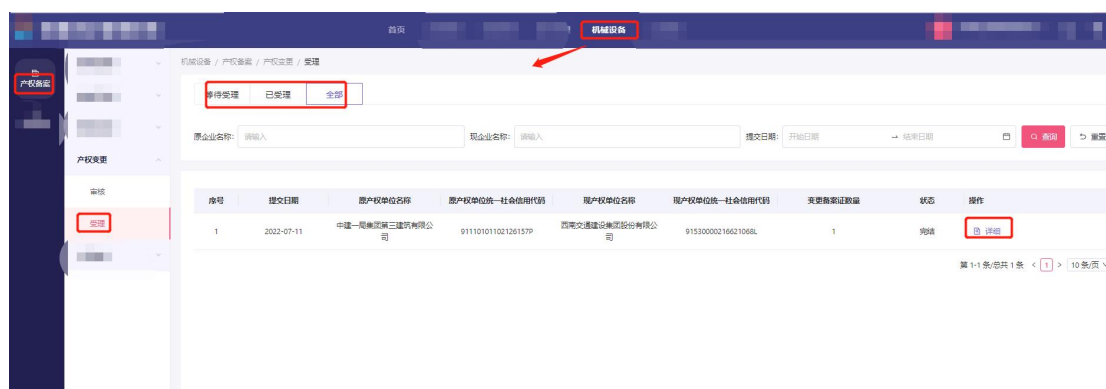 首页
机械设备
产权备案
机械设备 / 产权备案 / 产权变更 / 受理
等待受理 已受理 全部
原企业名称: 请输入 现企业名称: 请输入 提交日期: 开始日期 → 结束日期 查询 重置
产权变更
审核
受理
序号 提交日期 原产权单位名称 原产权单位统一社会信用代码 现产权单位名称 现产权单位统一社会信用代码 变更备案证数量 状态 操作
1 2022-07-11 中建一局集团第三建筑有限公司 91110101102126157P 西南交通建设集团股份有限公司 91530000216621068L 1 完结 详细
第 1-1 条/总共 1 条 < 1 > 10 条/页